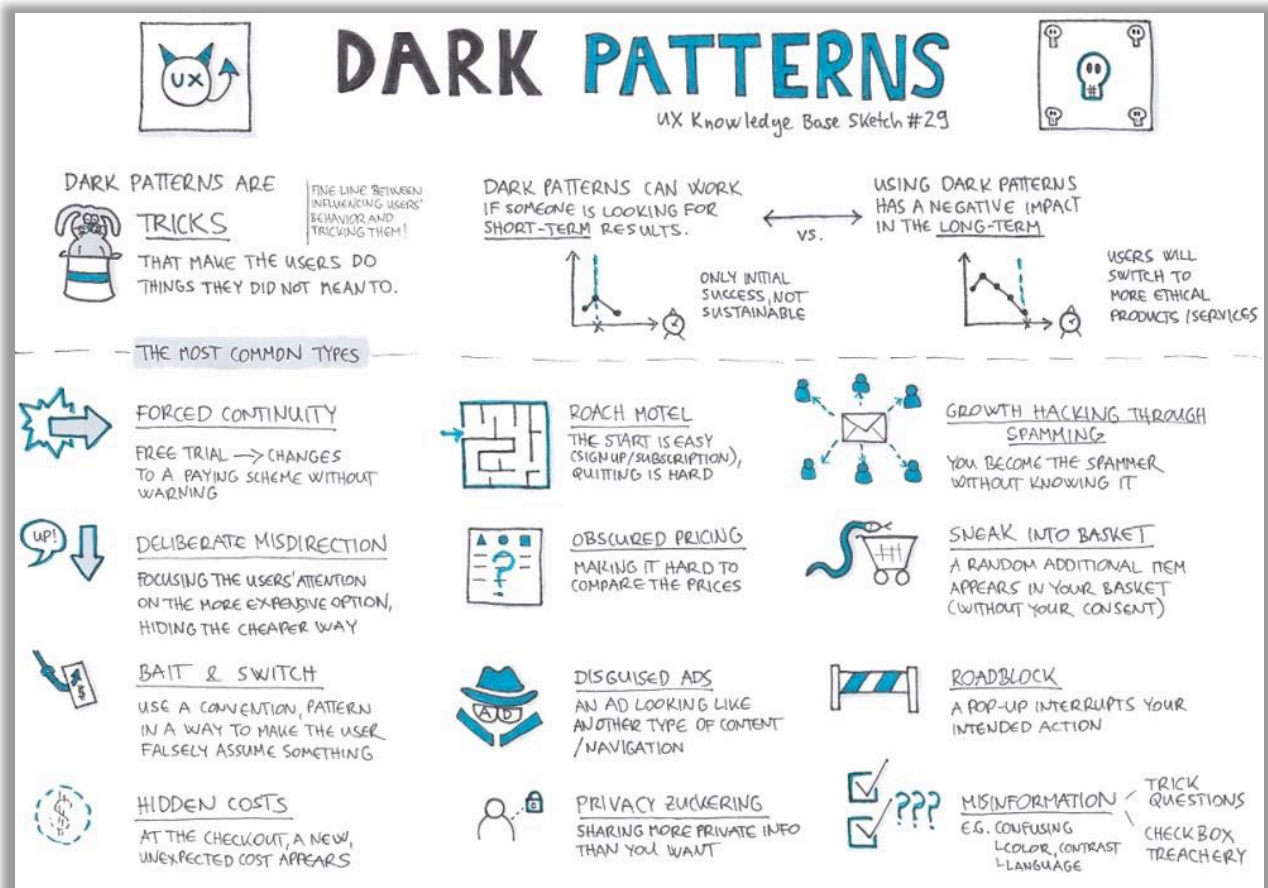 UX
DARK PATTERNS
UX Knowledge Base Sketch #29
#
DARK PATTERNS ARE
TRICKS
THAT MAKE THE USERS DO
THINGS THEY DID NOT MEAN TO.
FINE LINE BETWEEN
INFLUENCING USERS'
BEHAVIOR AND
TRICKING THEM!
DARK PATTERNS CAN WORK
IF SOMEONE IS LOOKING FOR
SHORT-TERM RESULTS.
ONLY INITIAL
SUCCESS, NOT
SUSTAINABLE
VS.
USING DARK PATTERNS
HAS A NEGATIVE IMPACT
IN THE LONG-TERM
USERS WILL
SWITCH TO
MORE ETHICAL
PRODUCTS/SERVICES
THE MOST COMMON TYPES
FORCED CONTINUITY
FREE TRIAL → CHANGES
TO A PAYING SCHEME WITHOUT
WARNING
ROACH MOTEL
THE START IS EASY
(SIGNUP/SUBSCRIPTION),
QUITTING IS HARD
GROWTH HACKING THROUGH
SPAMMING
YOU BECOME THE SPAMMER
WITHOUT KNOWING IT
UP!
DELIBERATE MISDIRECTION
FOCUSING THE USERS' ATTENTION
ON THE MORE EXPENSIVE OPTION,
HIDING THE CHEAPER WAY
?
OBSCURED PRICING
MAKING IT HARD TO
COMPARE THE PRICES
SNEAK INTO BASKET
A RANDOM ADDITIONAL ITEM
APPEARS IN YOUR BASKET
(WITHOUT YOUR CONSENT)
BAIT & SWITCH
USE A CONVENTION, PATTERN
IN A WAY TO MAKE THE USER
FALSELY ASSUME SOMETHING
AD
DISGUISED ADS
AN AD LOOKING LIKE
ANOTHER TYPE OF CONTENT
/NAVIGATION
ROADBLOCK
A POP-UP INTERRUPTS YOUR
INTENDED ACTION
$
HIDDEN COSTS
AT THE CHECKOUT, A NEW,
UNEXPECTED COST APPEARS
PRIVACY ZUCKERING
SHARING MORE PRIVATE INFO
THAN YOU WANT
???
MISINFORMATION
E.G. CONFUSING
COLOR, CONTRAST
LANGUAGE
TRICK
QUESTIONS
CHECKBOX
TREACHERY